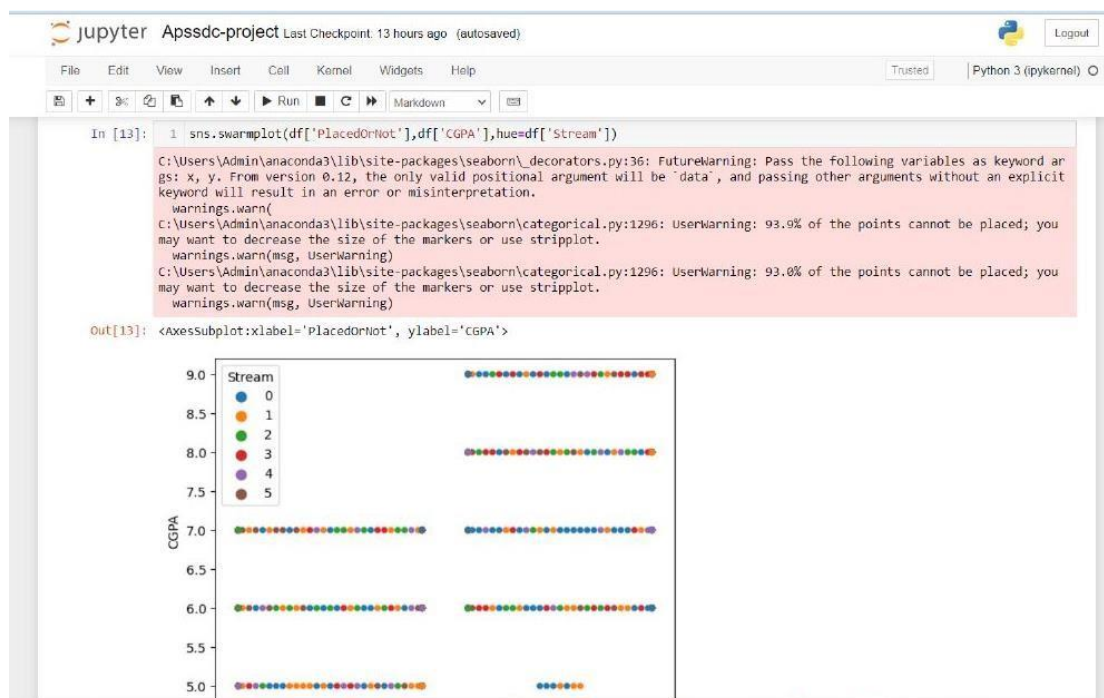 jupyter Apssdc-project Last Checkpoint: 13 hours ago (autosaved)
Logout
File Edit View Insert Cell Kernel Widgets Help
Trusted
Python 3 (ipykernel)
Run
Markdown
In [13]: 1 sns.swarmplot(df['PlacedOrNot'],df['CGPA'],hue=df['Stream'])
C:\Users\Admin\anaconda3\lib\site-packages\seaborn\_decorators.py:36: FutureWarning: Pass the following variables as keyword ar
gs: x, y. From version 0.12, the only valid positional argument will be `data`, and passing other arguments without an explicit
keyword will result in an error or misinterpretation.
warnings.warn(
C:\Users\Admin\anaconda3\lib\site-packages\seaborn\categorical.py:1296: UserWarning: 93.9% of the points cannot be placed; you
may want to decrease the size of the markers or use stripplot.
warnings.warn(msg, UserWarning)
C:\Users\Admin\anaconda3\lib\site-packages\seaborn\categorical.py:1296: UserWarning: 93.0% of the points cannot be placed; you
may want to decrease the size of the markers or use stripplot.
warnings.warn(msg, UserWarning)
Out[13]: <AxesSubplot:xlabel='PlacedOrNot', ylabel='CGPA'>
Stream
0
1
2
3
4
5
9.0
8.5
8.0
7.5
7.0
6.5
6.0
5.5
5.0
CGPA